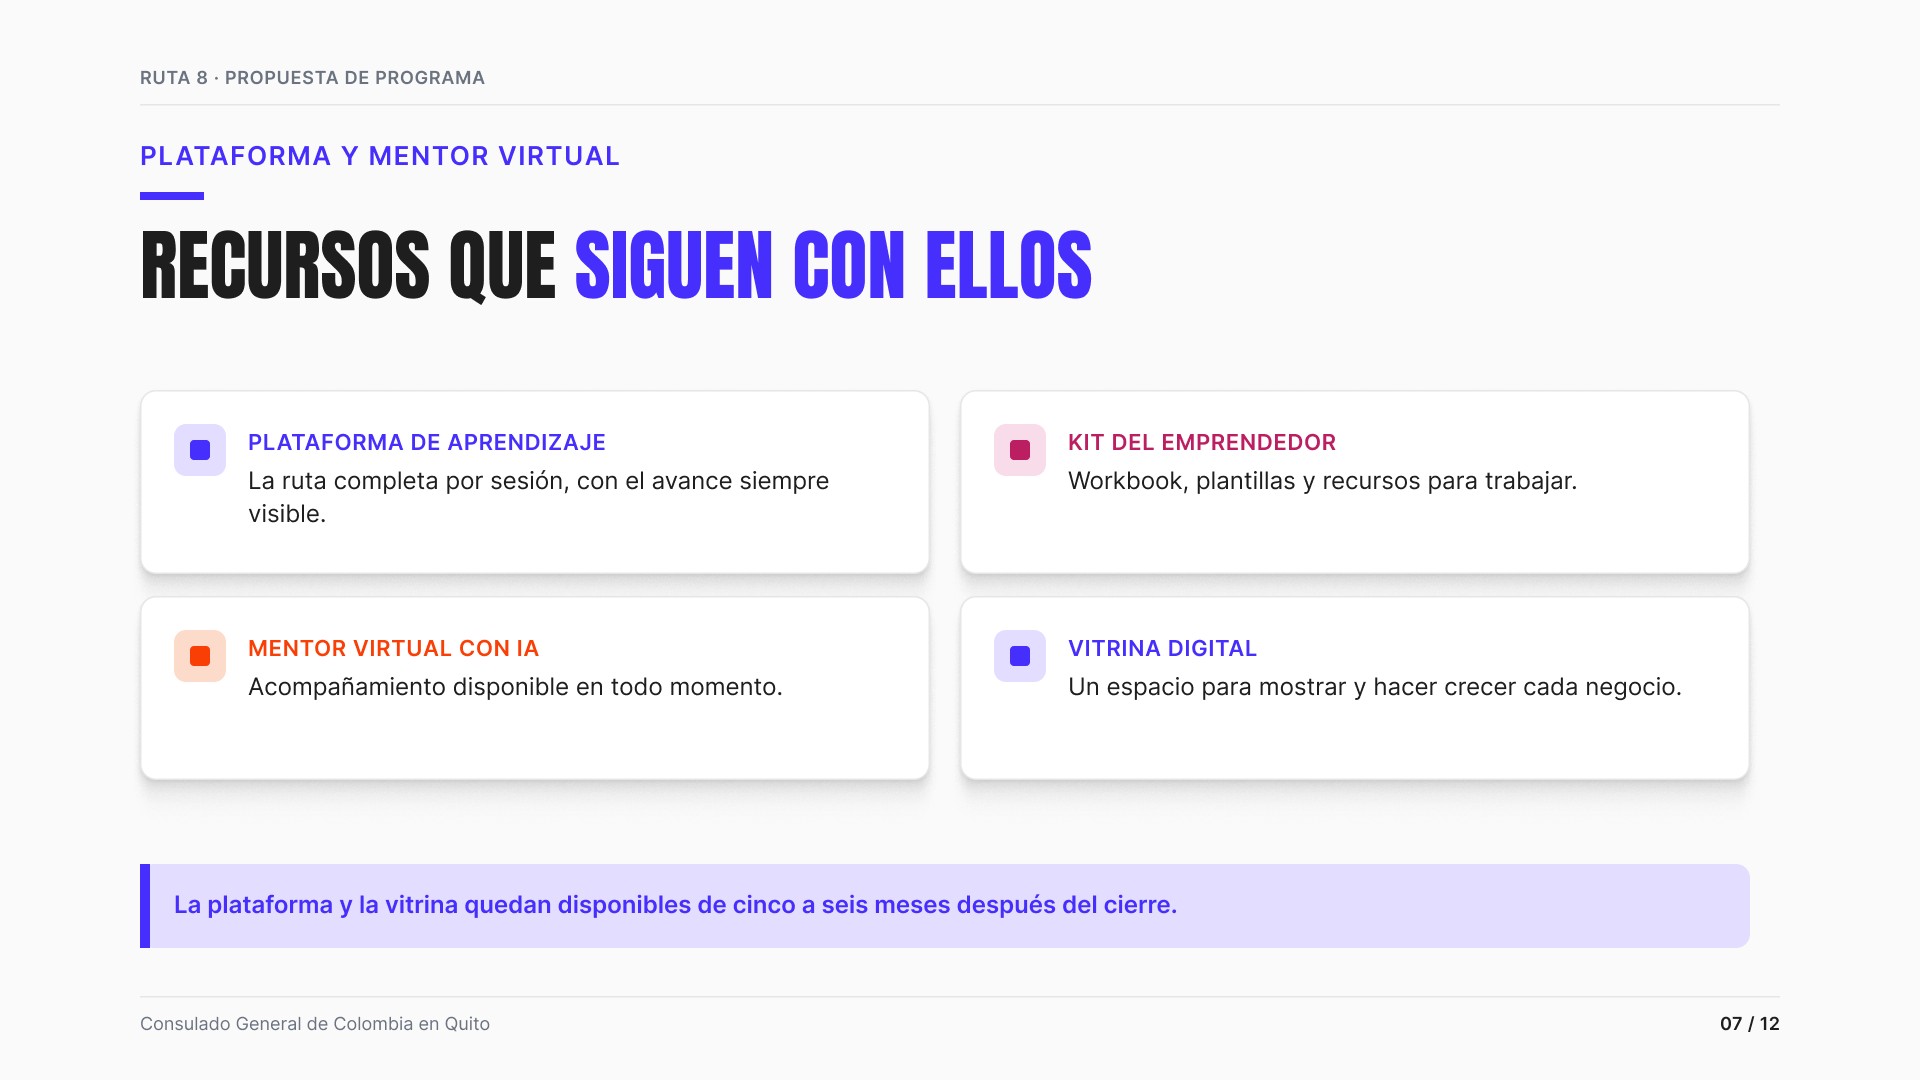 RUTA 8 · PROPUESTA DE PROGRAMA
PLATAFORMA Y MENTOR VIRTUAL
RECURSOS QUE SIGUEN CON ELLOS
PLATAFORMA DE APRENDIZAJE
La ruta completa por sesión, con el avance siempre
visible.
KIT DEL EMPRENDEDOR
Workbook, plantillas y recursos para trabajar.
MENTOR VIRTUAL CON IA
Acompañamiento disponible en todo momento.
VITRINA DIGITAL
Un espacio para mostrar y hacer crecer cada negocio.
La plataforma y la vitrina quedan disponibles de cinco a seis meses después del cierre.
Consulado General de Colombia en Quito
07 / 12